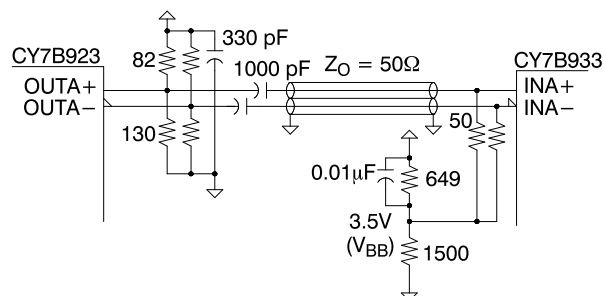 330 pF
CY7B923
82
1000 pF
Z_O = 50Ω
CY7B933
OUTA+
OUTA−
INA+
INA−
130
50
0.01µF
649
3.5V
(V_BB)
1500